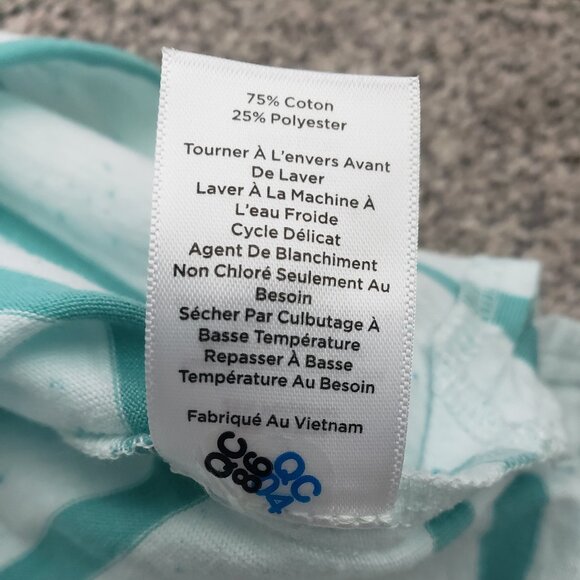 75% Coton
25% Polyester
Tourner À L'envers Avant
De Laver
Laver À La Machine À
L'eau Froide
Cycle Délicat
Agent De Blanchiment
Non Chloré Seulement Au
Besoin
Sécher Par Culbutage À
Basse Température
Repasser À Basse
Température Au Besoin
Fabriqué Au Vietnam
QC